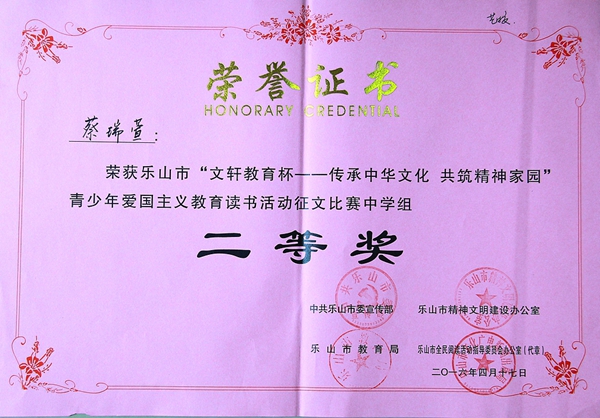 艺校
荣誉证书
HONORARY CREDENTIAL
蔡瑞萱：
荣获乐山市“文轩教育杯——传承中华文化 共筑精神家园”
青少年爱国主义教育读书活动征文比赛中学组
二等奖
中共乐山市委宣传部 乐山市精神文明建设办公室
乐山市教育局 乐山市全民阅读活动指导委员会办公室（代章）
二〇一六年四月十七日